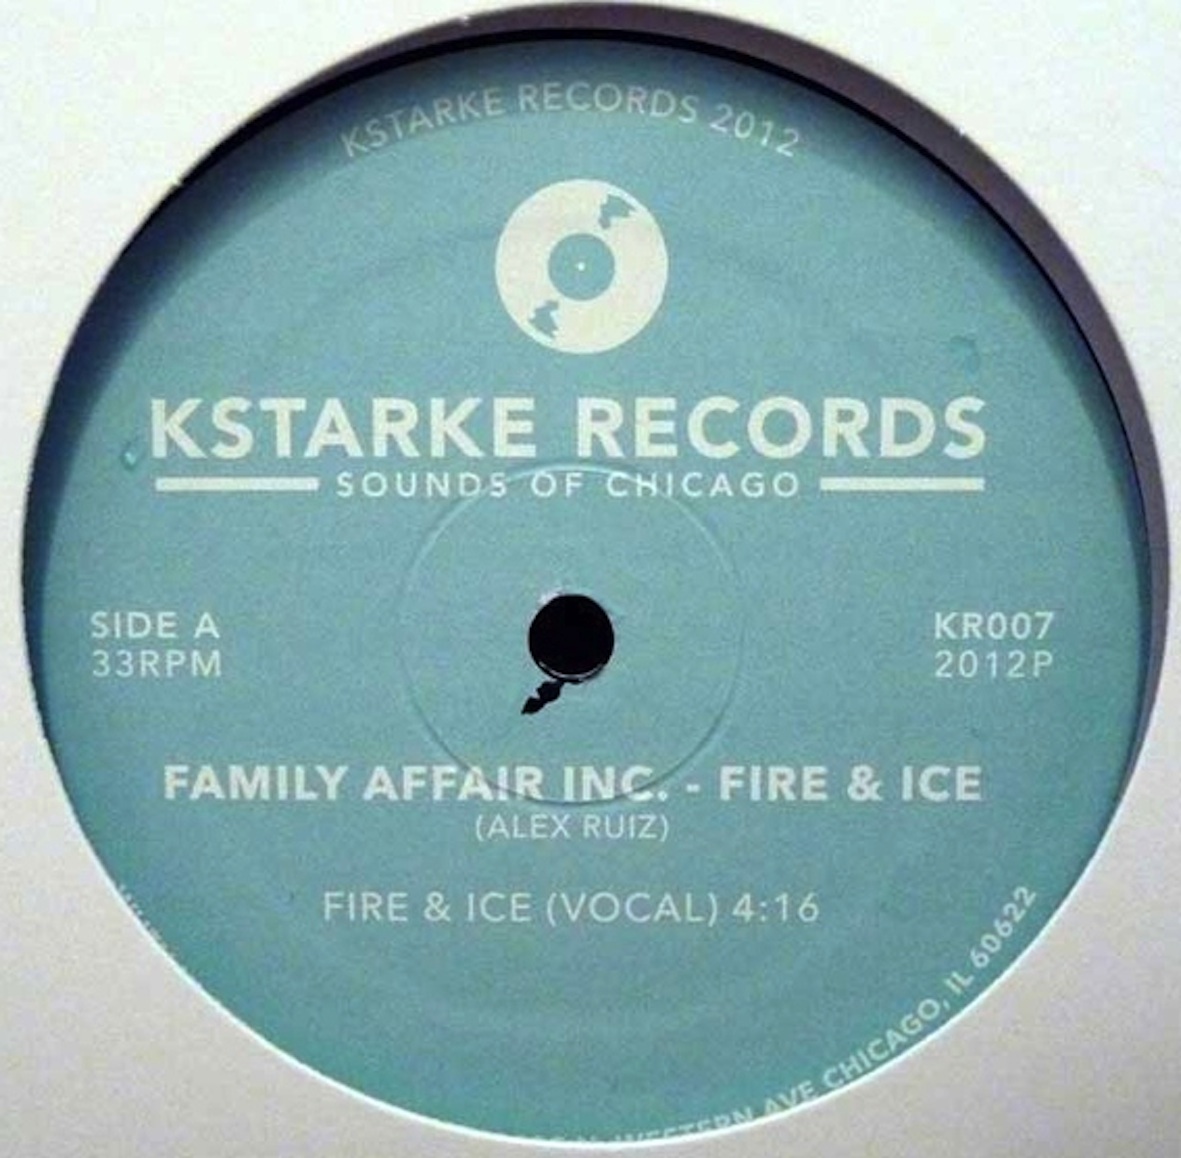 KSTARKE RECORDS 2012
KSTARKE RECORDS
SOUNDS OF CHICAGO
SIDE A
33RPM
KR007
2012P
FAMILY AFFAIR INC. - FIRE & ICE
(ALEX RUIZ)
FIRE & ICE (VOCAL) 4:16
N. WESTERN AVE CHICAGO, IL 60622